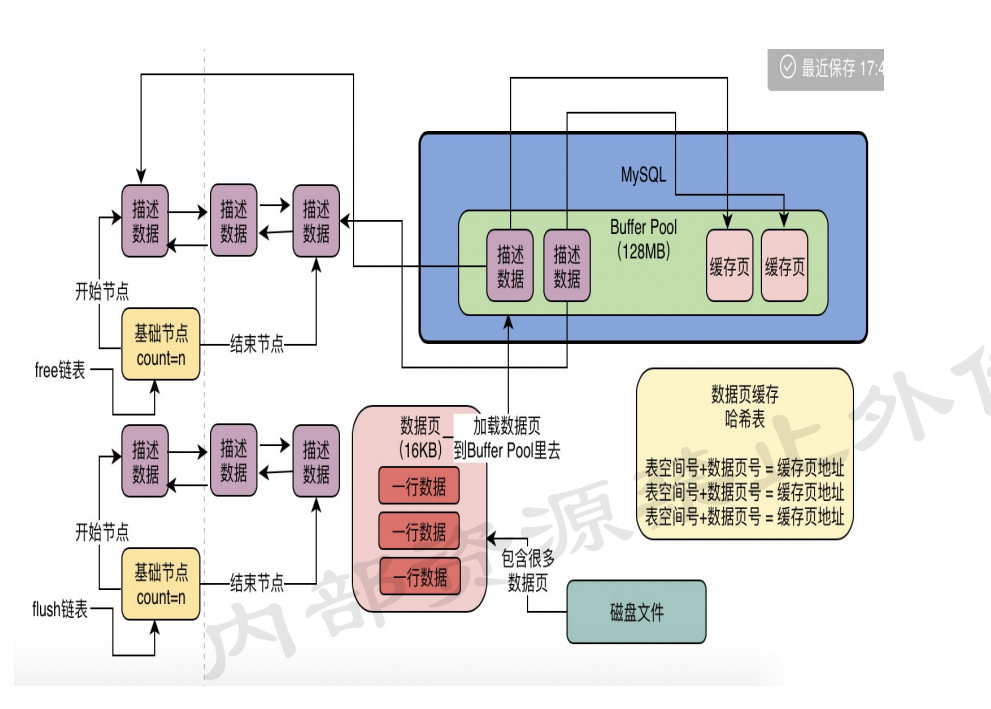 最近保存 17:4
MySQL
Buffer Pool
（128MB）
描述
数据
描述
数据
缓存页
缓存页
描述
数据
描述
数据
描述
数据
开始节点
基础节点
count=n
结束节点
free链表
描述
数据
描述
数据
描述
数据
开始节点
基础节点
count=n
结束节点
flush链表
数据页
（16KB）
一行数据
一行数据
一行数据
加载数据页
到Buffer Pool里去
包含很多
数据页
磁盘文件
数据页缓存
哈希表
表空间号+数据页号 = 缓存页地址
表空间号+数据页号 = 缓存页地址
表空间号+数据页号 = 缓存页地址
内部资源禁止外传